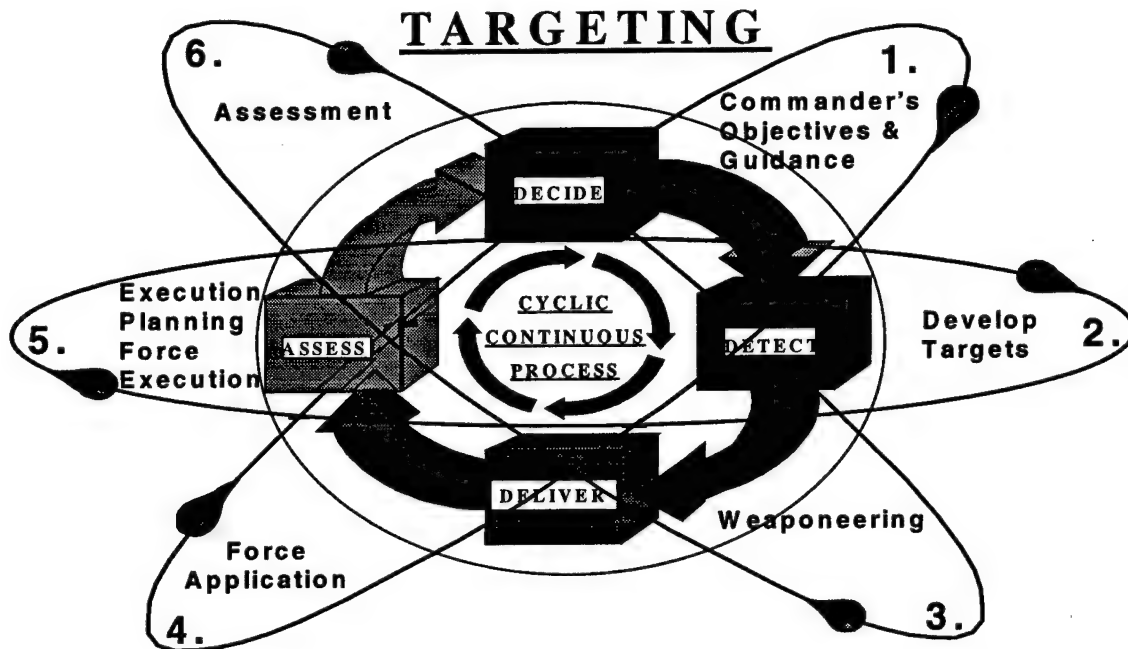 TARGETING
6.
Assessment
1.
Commander's
Objectives &
Guidance
DECIDE
Execution
Planning
Force
Execution
5.
ASSESS
CYCLIC
CONTINUOUS
PROCESS
DETECT
Develop
Targets
2.
DELIVER
Weaponeering
3.
Force
Application
4.